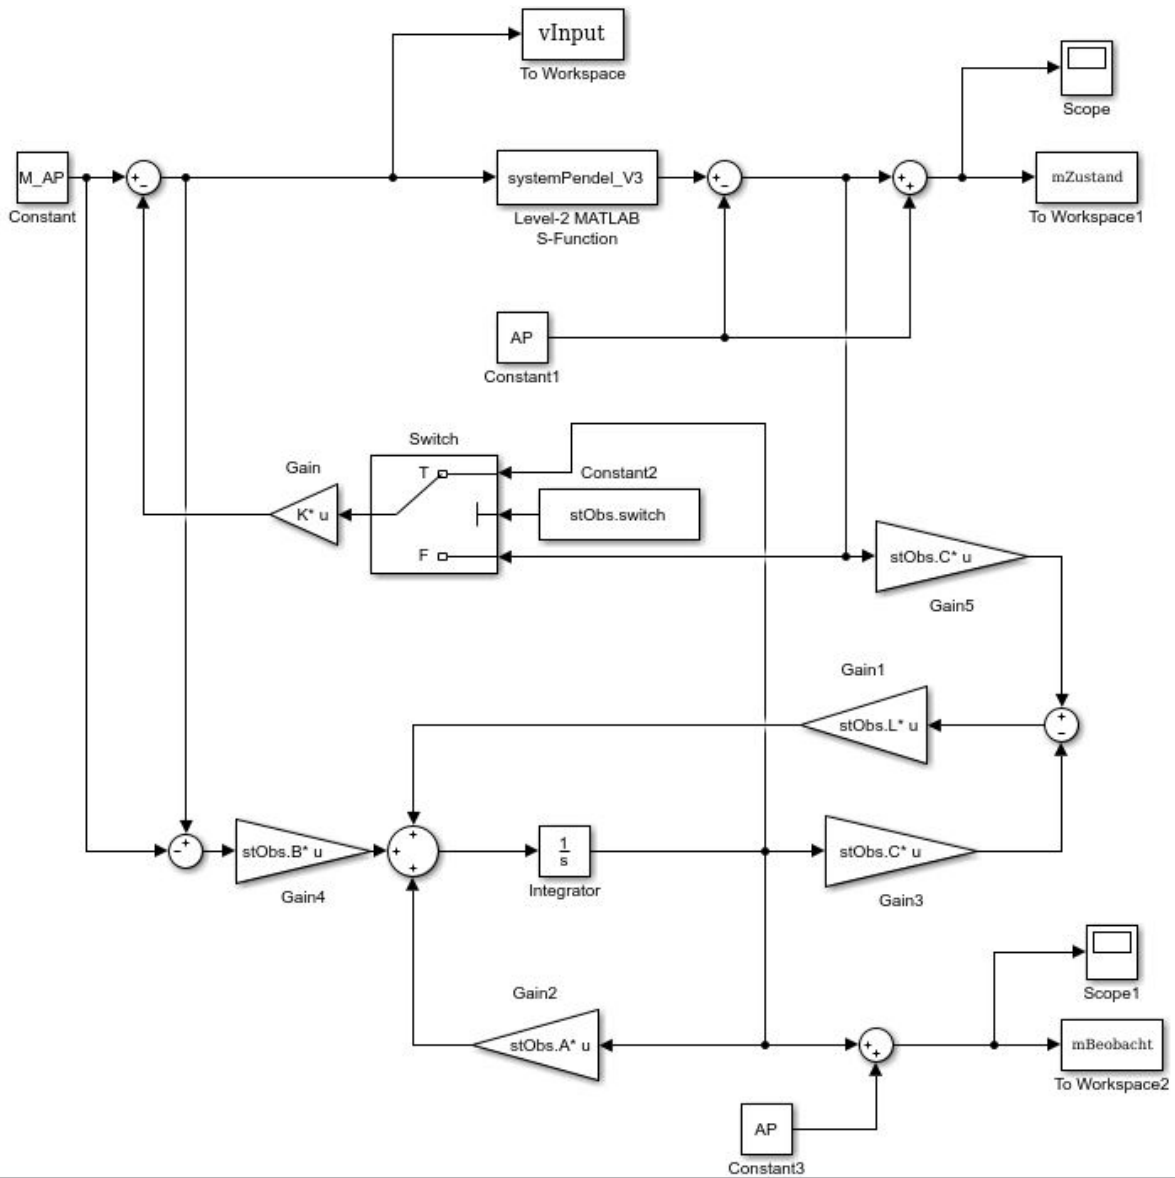 vInput
To Workspace
Scope
M_AP
+
−
systemPendel_V3
+
−
+
+
mZustand
Constant
Level-2 MATLAB
S-Function
To Workspace1
AP
Constant1
Switch
Gain
T
Constant2
K* u
stObs.switch
F
stObs.C* u
Gain5
Gain1
stObs.L* u
+
−
+
−
stObs.B* u
+
+
+
1
s
stObs.C* u
Gain4
Integrator
Gain3
Gain2
Scope1
stObs.A* u
+
+
mBeobacht
To Workspace2
AP
Constant3